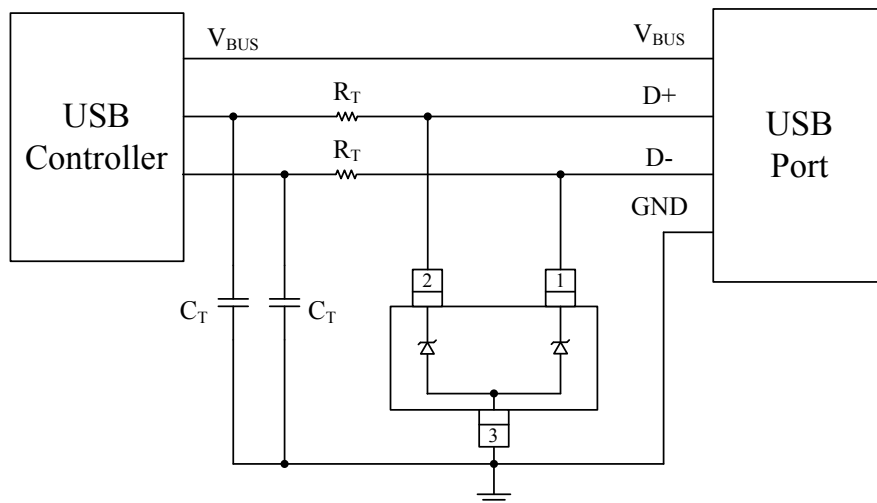 V_BUS V_BUS
R_T D+
USB Controller
R_T D-
USB Port
GND
2 1
C_T C_T
3